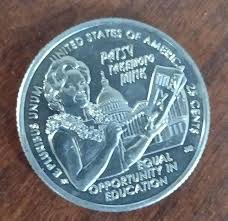 UNITED STATES OF AMERICA
PATSY
TAKEMOTO
MINK
25 CENTS
E PLURIBUS UNUM
EQUAL
OPPORTUNITY IN
EDUCATION